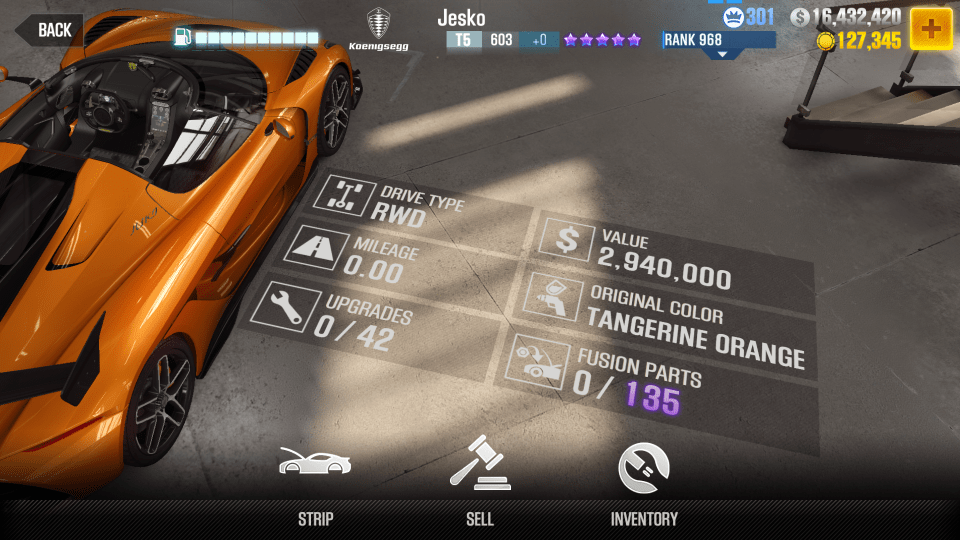 BACK
Koenigsegg
Jesko
T5 603 +0
301
RANK 968
16,432,420
127,345
DRIVE TYPE
RWD
MILEAGE
0.00
UPGRADES
0 / 42
VALUE
2,940,000
ORIGINAL COLOR
TANGERINE ORANGE
FUSION PARTS
0 / 135
STRIP
SELL
INVENTORY